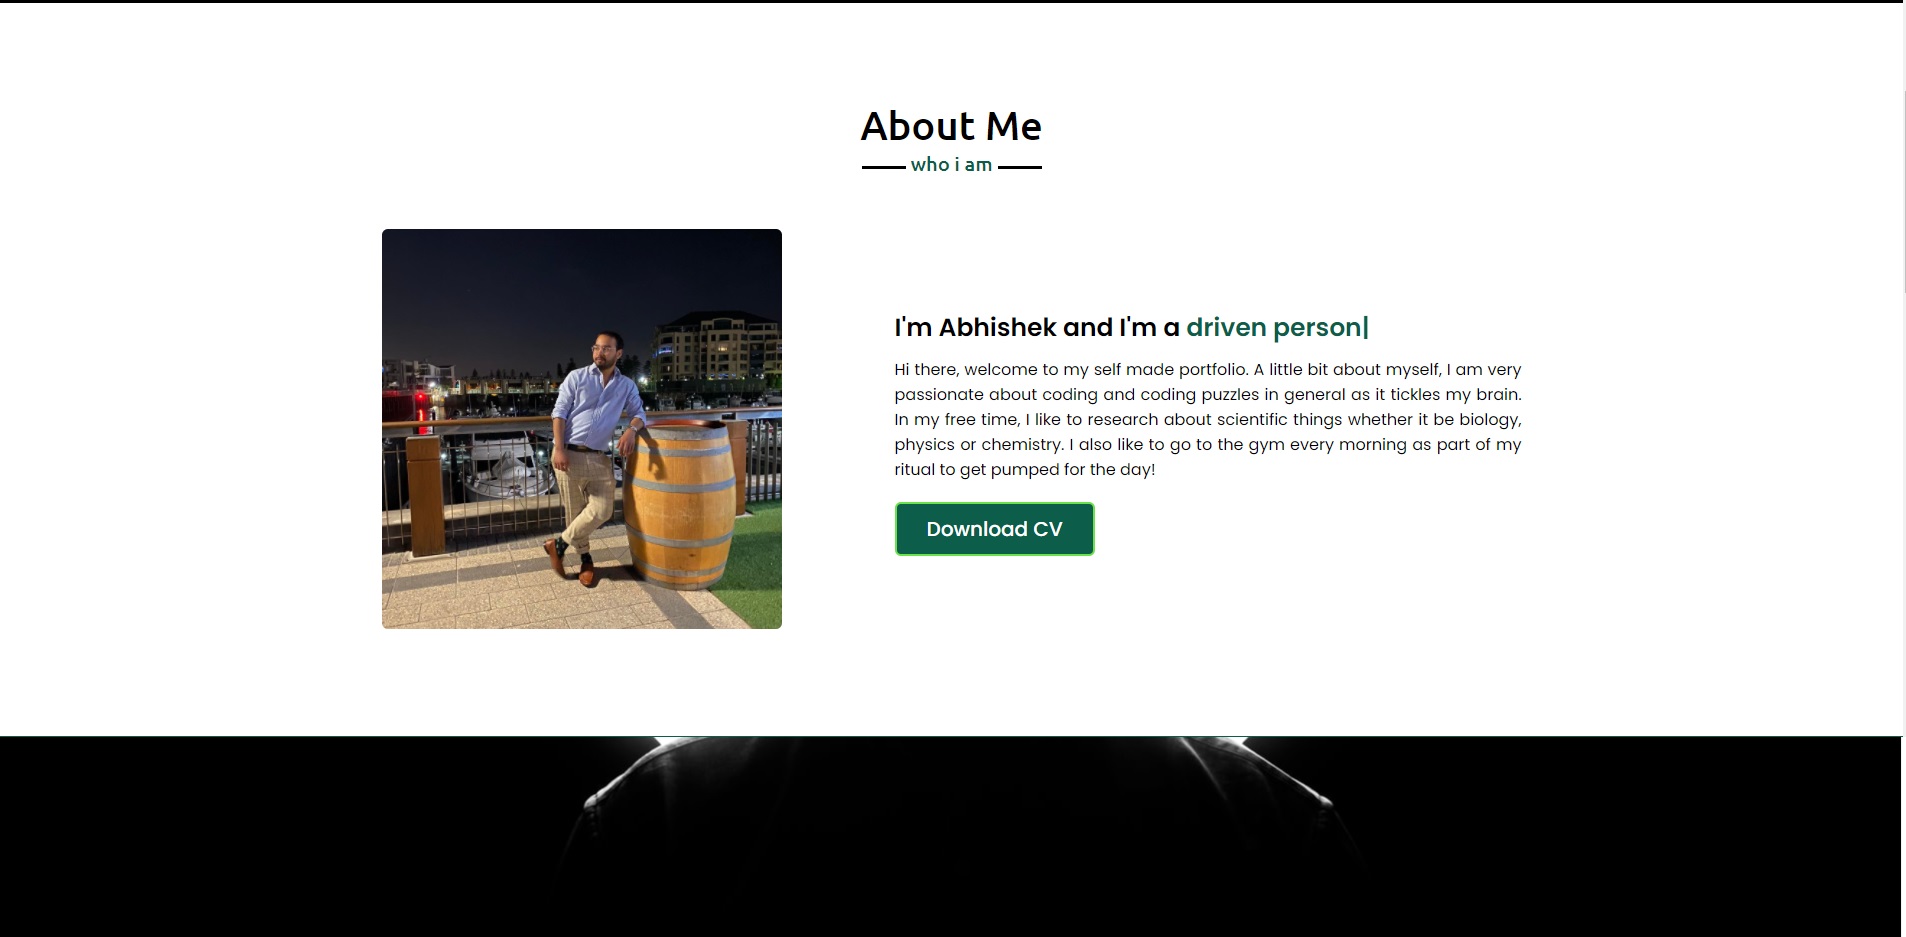 About Me
who i am
I'm Abhishek and I'm a driven person|
Hi there, welcome to my self made portfolio. A little bit about myself, I am very
passionate about coding and coding puzzles in general as it tickles my brain.
In my free time, I like to research about scientific things whether it be biology,
physics or chemistry. I also like to go to the gym every morning as part of my
ritual to get pumped for the day!
Download CV